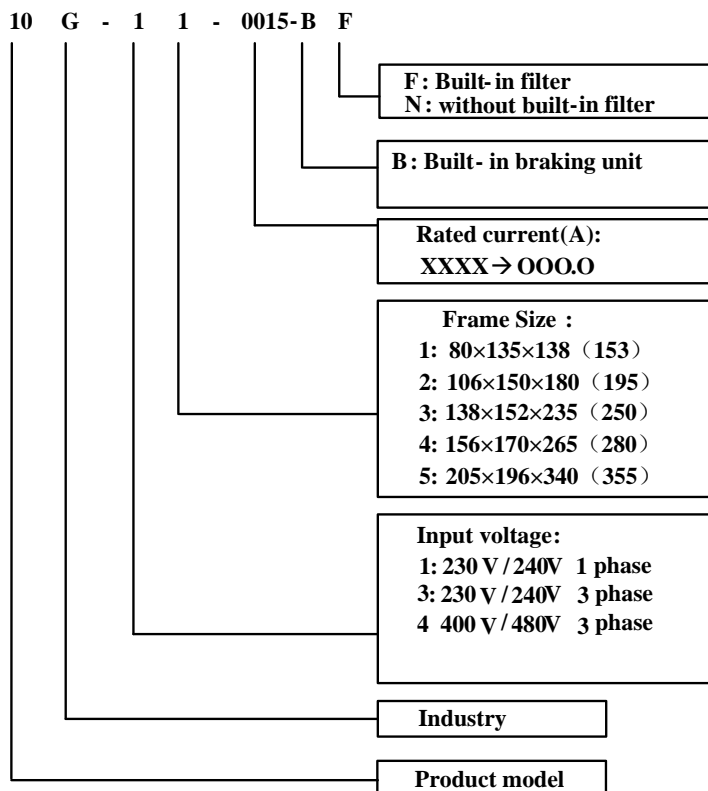 10 G - 1 1 - 0015-B F
F: Built-in filter
N: without built-in filter
B: Built- in braking unit
Rated current(A):
XXXX→OOO.O
Frame Size :
1: 80×135×138（153）
2: 106×150×180（195）
3: 138×152×235（250）
4: 156×170×265（280）
5: 205×196×340（355）
Input voltage:
1: 230 V/240V 1 phase
3: 230 V/240V 3 phase
4 400 V/480V 3 phase
Industry
Product model